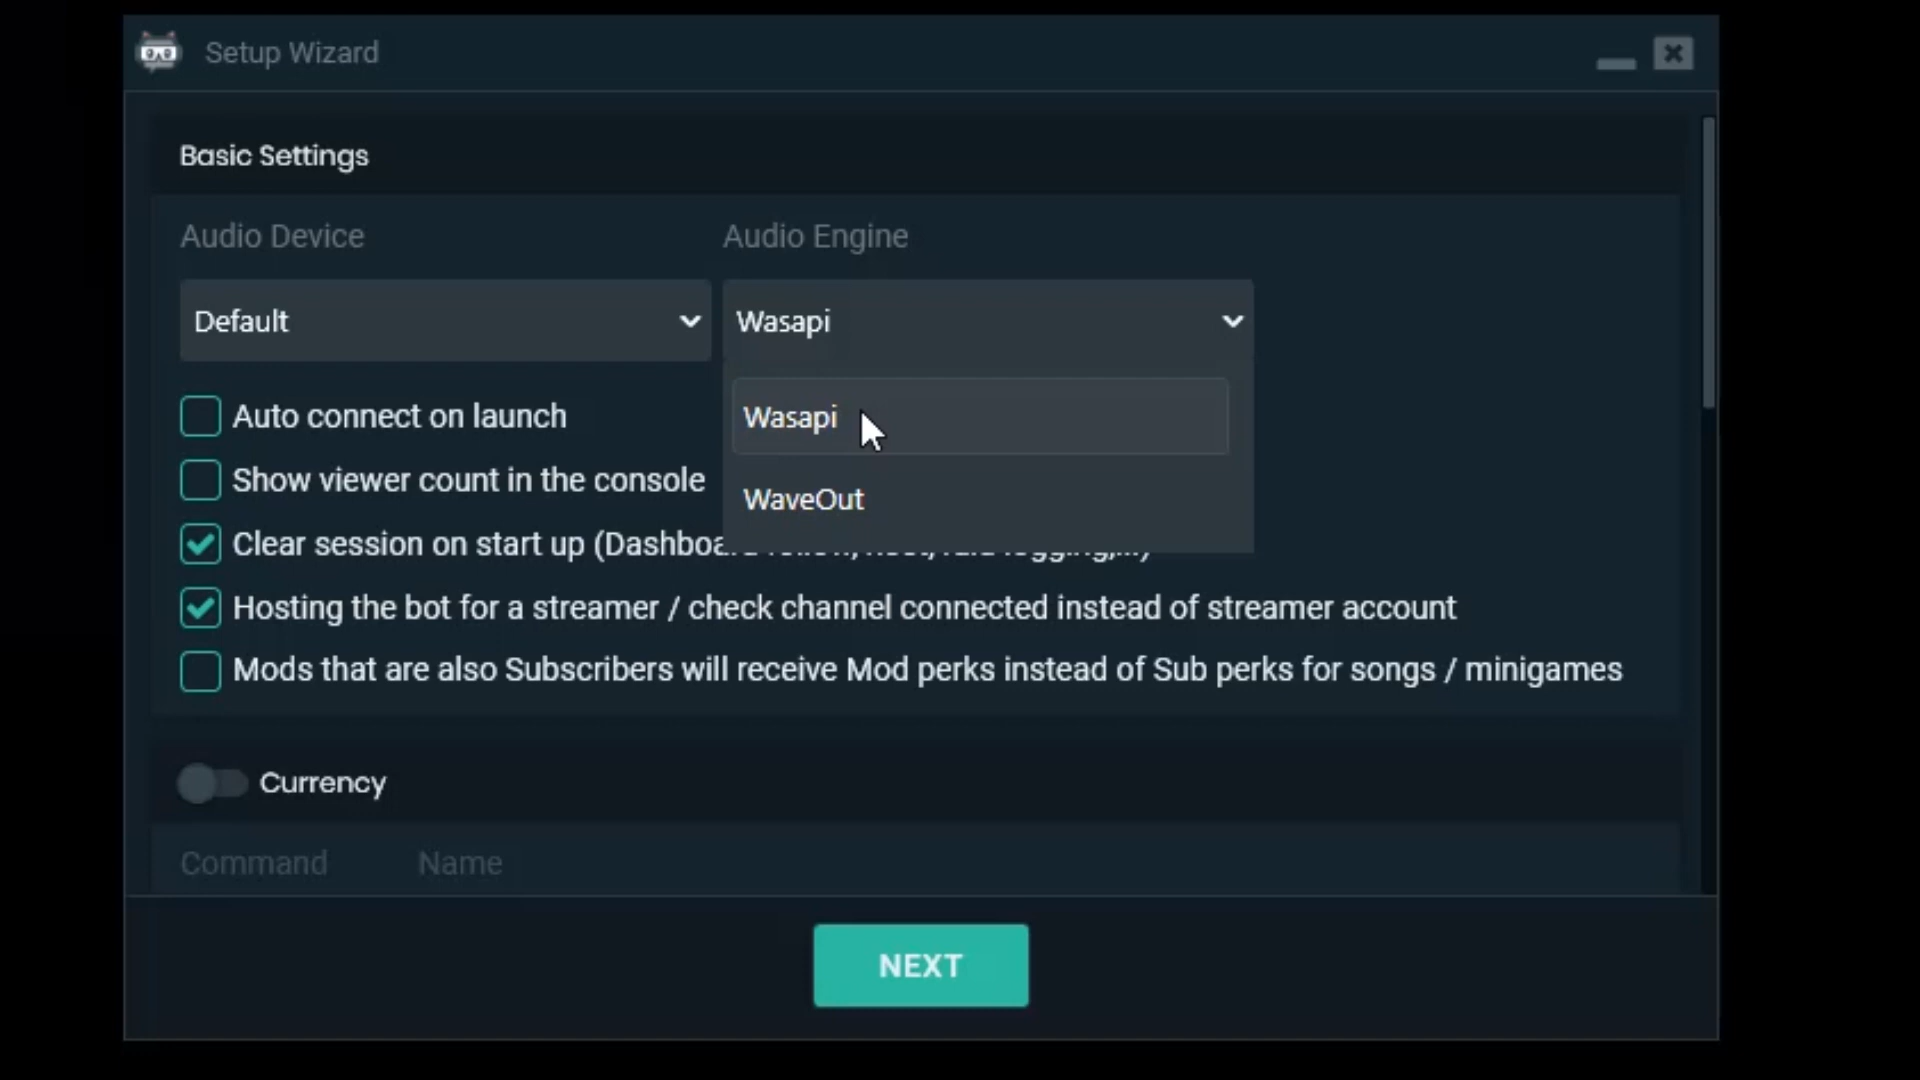 Setup Wizard
Basic Settings
Audio Device Audio Engine
Default Wasapi
Wasapi
WaveOut
Auto connect on launch
Show viewer count in the console
Clear session on start up (Dashboa
Hosting the bot for a streamer / check channel connected instead of streamer account
Mods that are also Subscribers will receive Mod perks instead of Sub perks for songs / minigames
Currency
Command Name
NEXT